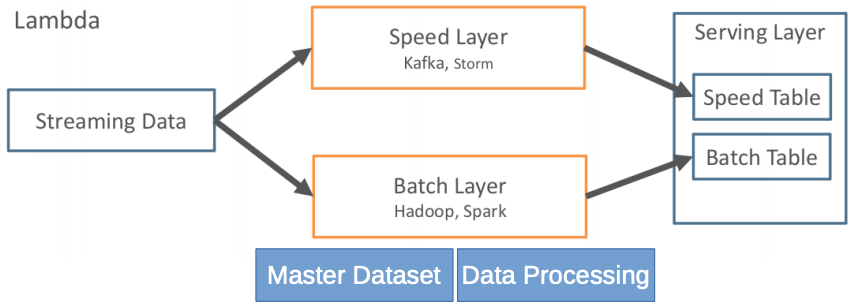 Lambda
Streaming Data
Speed Layer
Kafka, Storm
Batch Layer
Hadoop, Spark
Master Dataset
Data Processing
Serving Layer
Speed Table
Batch Table